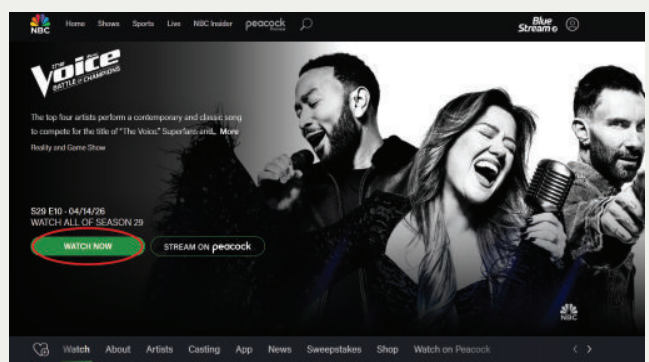 NBC
Home Shows Sports Live NBC Insider peacock
Blue Stream
the Voice
BATTLE of CHAMPIONS
The top four artists perform a contemporary and classic song
to compete for the title of "The Voice." Superfans and... More
Reality and Game Show
S29 E10 - 04/14/26
WATCH ALL OF SEASON 29
WATCH NOW STREAM ON peacock
NBC
Watch About Artists Casting App News Sweepstakes Shop Watch on Peacock